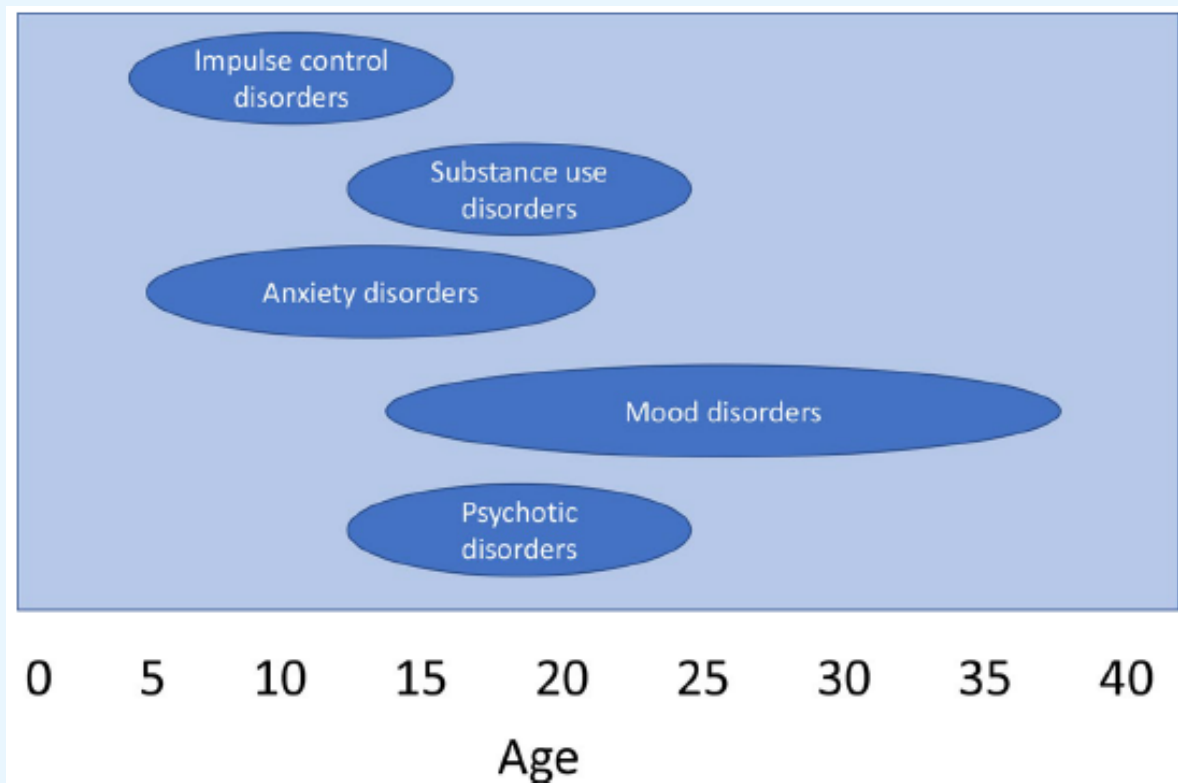 Impulse control
disorders
Substance use
disorders
Anxiety disorders
Mood disorders
Psychotic
disorders
0 5 10 15 20 25 30 35 40
Age